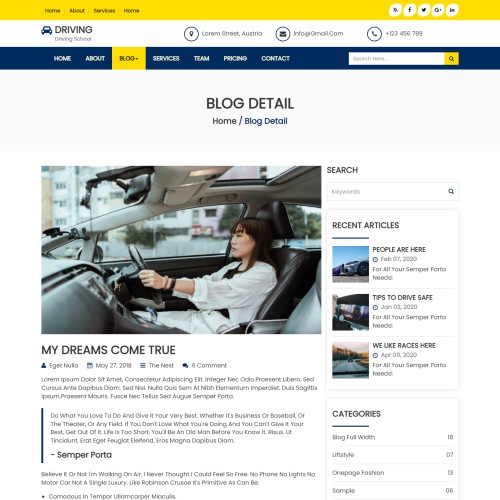 Home About Services Home
DRIVING
Driving School
Lorem Street, Austria
Info@Gmail.Com
+123 456 789
HOME ABOUT BLOG SERVICES TEAM PRICING CONTACT
Search Here...
BLOG DETAIL
Home / Blog Detail
MY DREAMS COME TRUE
Eget Nulla May 27, 2018 The Nest 6 Comment
Lorem Ipsum Dolor Sit Amet, Consectetur Adipiscing Elit. Integer Nec Odio.Praesent Libero. Sed
Cursus Ante Dapibus Diam. Sed Nisi. Nulla Quis Sem At Nibh Elementum Imperdiet. Duis Sagittis
Ipsum.Praesent Mauris. Fusce Nec Tellus Sed Augue Semper Porta.
Do What You Love To Do And Give It Your Very Best. Whether It's Business Or Baseball, Or
The Theater, Or Any Field. If You Don't Love What You're Doing And You Can't Give It Your
Best, Get Out Of It. Life Is Too Short. You'll Be An Old Man Before You Know It. Risus. Ut
Tincidunt, Erat Eget Feugiat Eleifend, Eros Magna Dapibus Diam.
- Semper Porta
Believe It Or Not I'm Walking On Air. I Never Thought I Could Feel So Free. No Phone No Lights No
Motor Car Not A Single Luxury. Like Robinson Crusoe It's Primitive As Can Be.
Comodous In Tempor Ullamcorper Miaculis.
SEARCH
Keywords
RECENT ARTICLES
PEOPLE ARE HERE
Feb 07, 2020
For All Your Semper Porta
Needs!
TIPS TO DRIVE SAFE
Jan 03, 2020
For All Your Semper Porta
Needs!
WE LIKE RACES HERE
Apr 09, 2020
For All Your Semper Porta
Needs!
CATEGORIES
Blog Full Width 18
Liftstyle 07
Onepage Fashion 13
Sample 06